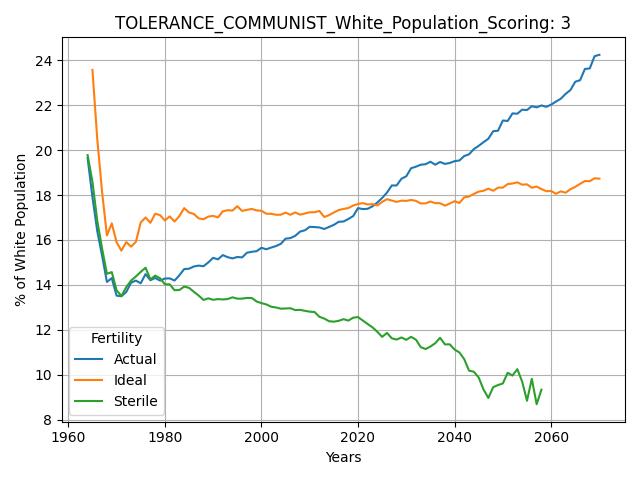 TOLERANCE_COMMUNIST_White_Population_Scoring: 3
% of White Population
24
22
20
18
16
14
12
10
8
Fertility
Actual
Ideal
Sterile
1960 1980 2000 2020 2040 2060
Years